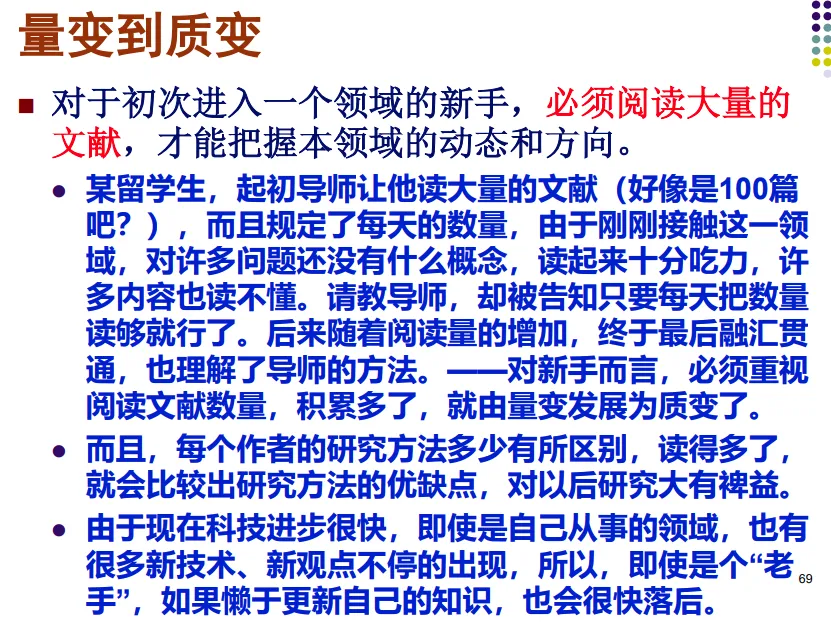 量变到质变
对于初次进入一个领域的新手，必须阅读大量的
文献，才能把握本领域的动态和方向。
某留学生，起初导师让他读大量的文献（好像是100篇
吧？），而且规定了每天的数量，由于刚刚接触这一领
域，对许多问题还没有什么概念，读起来十分吃力，许
多内容也读不懂。请教导师，却被告知只要每天把数量
读够就行了。后来随着阅读量的增加，终于最后融汇贯
通，也理解了导师的方法。——对新手而言，必须重视
阅读文献数量，积累多了，就由量变发展为质变了。
而且，每个作者的研究方法多少有所区别，读得多了，
就会比较出研究方法的优缺点，对以后研究大有裨益。
由于现在科技进步很快，即使是自己从事的领域，也有
很多新技术、新观点不停的出现，所以，即使是个“老
手”，如果懒于更新自己的知识，也会很快落后。
69